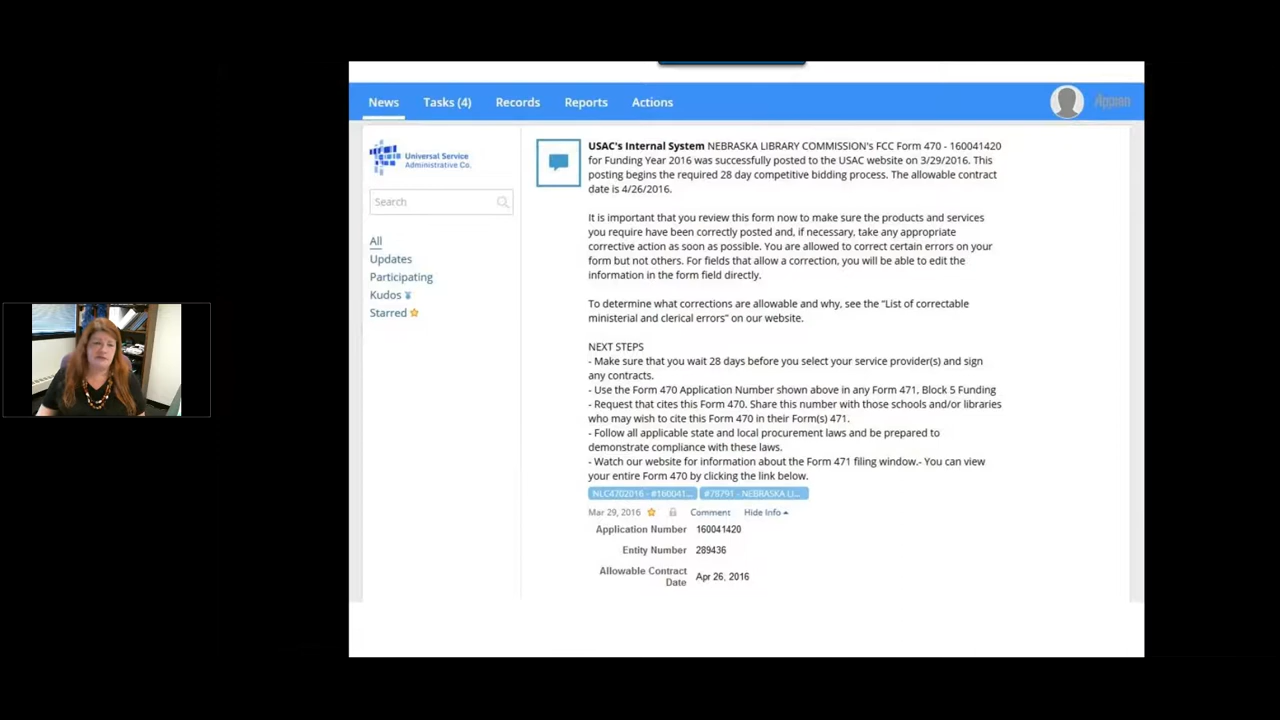 News Tasks (4) Records Reports Actions Appian
Universal Service
Administrative Co.
Search
All
Updates
Participating
Kudos
Starred
USAC's Internal System NEBRASKA LIBRARY COMMISSION's FCC Form 470 - 160041420
for Funding Year 2016 was successfully posted to the USAC website on 3/29/2016. This
posting begins the required 28 day competitive bidding process. The allowable contract
date is 4/26/2016.
It is important that you review this form now to make sure the products and services
you require have been correctly posted and, if necessary, take any appropriate
corrective action as soon as possible. You are allowed to correct certain errors on your
form but not others. For fields that allow a correction, you will be able to edit the
information in the form field directly.
To determine what corrections are allowable and why, see the “List of correctable
ministerial and clerical errors” on our website.
NEXT STEPS
- Make sure that you wait 28 days before you select your service provider(s) and sign
any contracts.
- Use the Form 470 Application Number shown above in any Form 471, Block 5 Funding
- Request that cites this Form 470. Share this number with those schools and/or libraries
who may wish to cite this Form 470 in their Form(s) 471.
- Follow all applicable state and local procurement laws and be prepared to
demonstrate compliance with these laws.
- Watch our website for information about the Form 471 filing window.- You can view
your entire Form 470 by clicking the link below.
NLC4702016 - #160041... #78791 - NEBRASKA LI...
Mar 29, 2016 Comment Hide Info
Application Number 160041420
Entity Number 289436
Allowable Contract
Date Apr 26, 2016